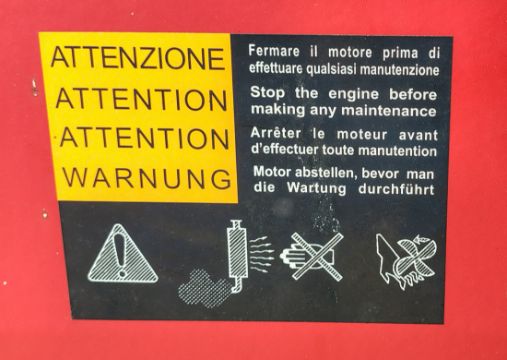 ATTENZIONE
ATTENTION
ATTENTION
WARNUNG
Fermare il motore prima di
effettuare qualsiasi manutenzione
Stop the engine before
making any maintenance
Arrêter le moteur avant
d'effectuer toute manutention
Motor abstellen, bevor man
die Wartung durchführt